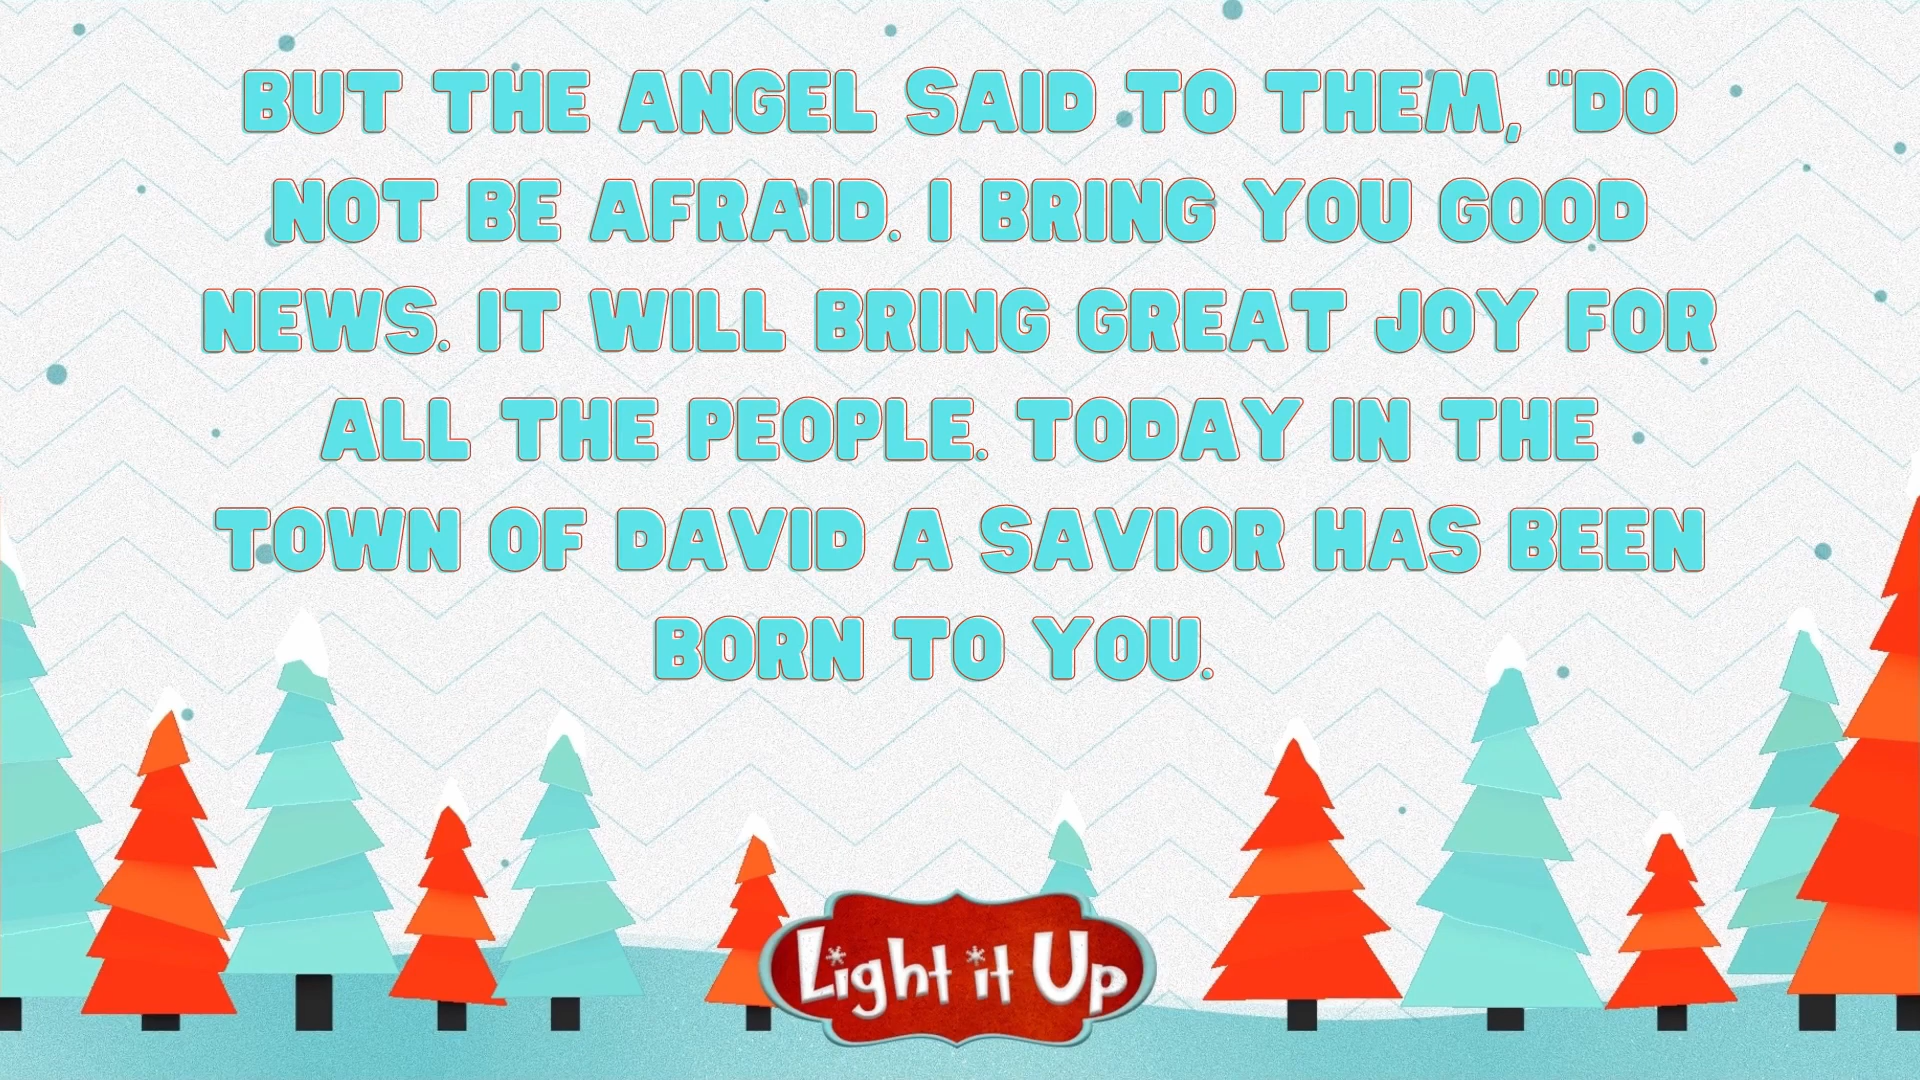 BUT THE ANGEL SAID TO THEM, "DO
NOT BE AFRAID. I BRING YOU GOOD
NEWS. IT WILL BRING GREAT JOY FOR
ALL THE PEOPLE. TODAY IN THE
TOWN OF DAVID A SAVIOR HAS BEEN
BORN TO YOU.
Light it Up